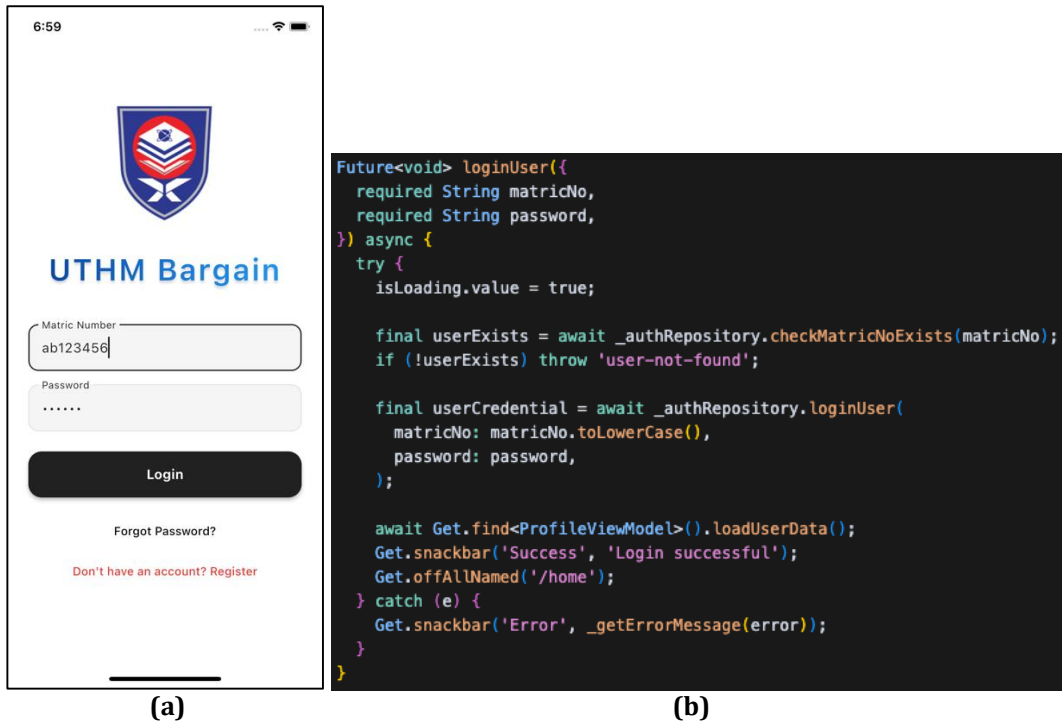 6:59
UTHM Bargain
Matric Number
ab123456
Password
......
Login
Forgot Password?
Don't have an account? Register
(a)
Future<void> loginUser({
  required String matricNo,
  required String password,
}) async {
  try {
    isLoading.value = true;

    final userExists = await _authRepository.checkMatricNoExists(matricNo);
    if (!userExists) throw 'user-not-found';

    final userCredential = await _authRepository.loginUser(
      matricNo: matricNo.toLowerCase(),
      password: password,
    );

    await Get.find<ProfileViewModel>().loadUserData();
    Get.snackbar('Success', 'Login successful');
    Get.offAllNamed('/home');
  } catch (e) {
    Get.snackbar('Error', _getErrorMessage(error));
  }
}
(b)